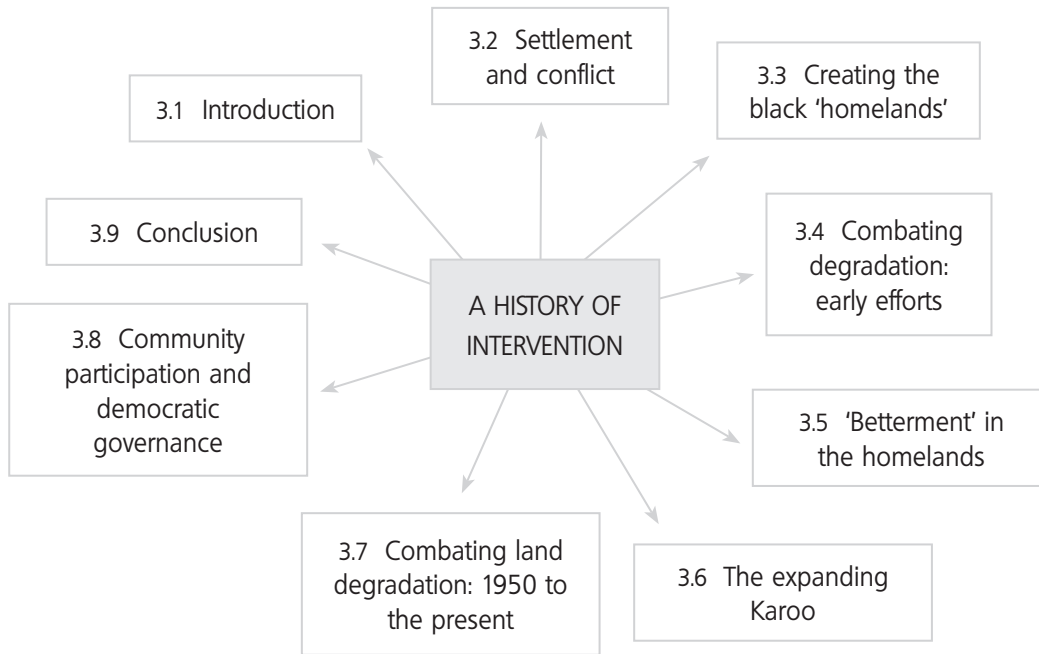 3.1 Introduction
3.2 Settlement
and conflict
3.3 Creating the
black ‘homelands’
3.4 Combating
degradation:
early efforts
3.5 ‘Betterment’ in
the homelands
3.6 The expanding
Karoo
3.7 Combating land
degradation: 1950 to
the present
3.8 Community
participation and
democratic
governance
3.9 Conclusion
A HISTORY OF
INTERVENTION